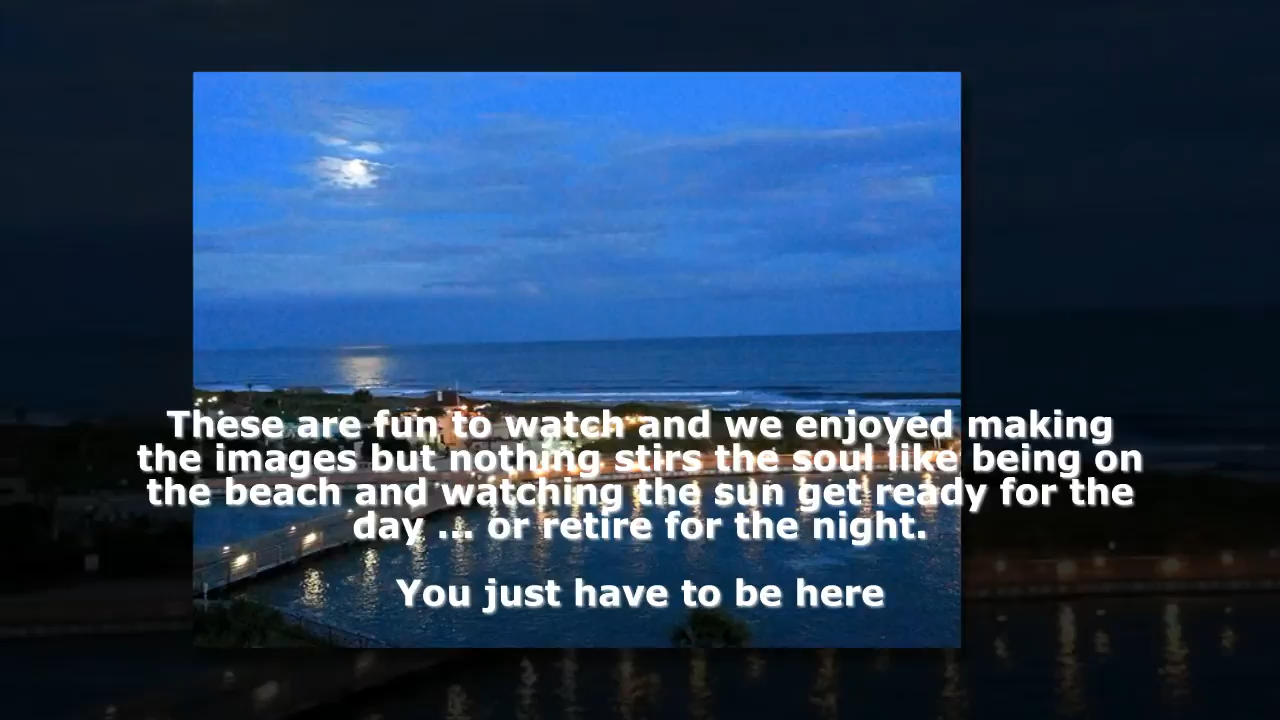 These are fun to watch and we enjoyed making
the images but nothing stirs the soul like being on
the beach and watching the sun get ready for the
day ... or retire for the night.
You just have to be here